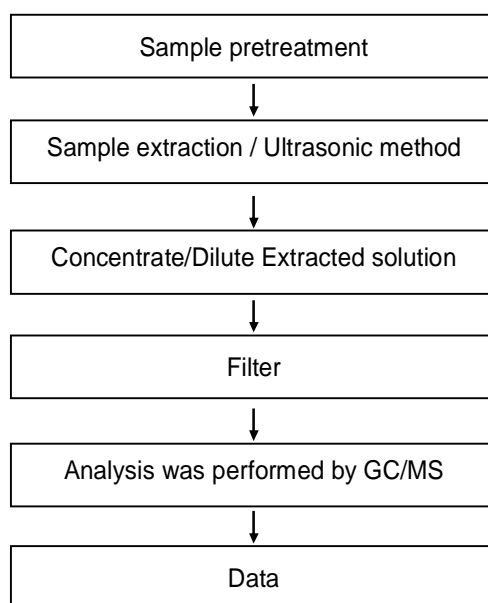 Sample pretreatment
Sample extraction / Ultrasonic method
Concentrate/Dilute Extracted solution
Filter
Analysis was performed by GC/MS
Data